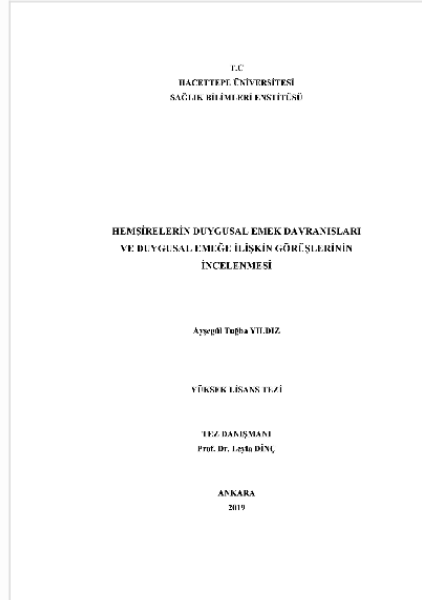 T.C
HACETTEPE ÜNİVERSİTESİ
SAĞLIK BİLİMLERİ ENSTİTÜSÜ
HEMŞİRELERİN DUYGUSAL EMEK DAVRANIŞLARI
VE DUYGUSAL EMEĞE İLİŞKİN GÖRÜŞLERİNİN
İNCELENMESİ
Ayşegül Tuğba YILDIZ
YÜKSEK LİSANS TEZİ
TEZ DANIŞMANI
Prof. Dr. Leyla DİNÇ
ANKARA
2019